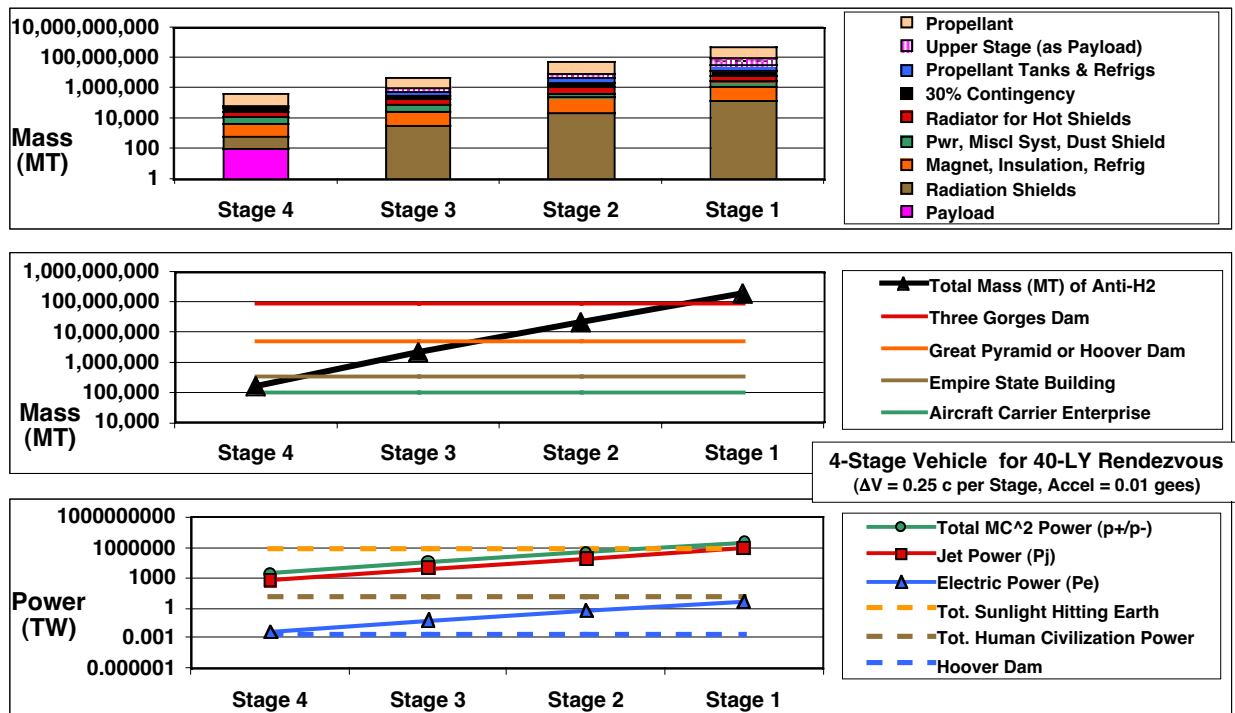 10,000,000,000
100,000,000
1,000,000
10,000
100
1
Mass
(MT)
Stage 4 Stage 3 Stage 2 Stage 1
Propellant
Upper Stage (as Payload)
Propellant Tanks & Refrigs
30% Contingency
Radiator for Hot Shields
Pwr, Miscl Syst, Dust Shield
Magnet, Insulation, Refrig
Radiation Shields
Payload
1,000,000,000
100,000,000
10,000,000
1,000,000
100,000
10,000
Mass
(MT)
Stage 4 Stage 3 Stage 2 Stage 1
Total Mass (MT) of Anti-H2
Three Gorges Dam
Great Pyramid or Hoover Dam
Empire State Building
Aircraft Carrier Enterprise
4-Stage Vehicle for 40-LY Rendezvous
(ΔV = 0.25 c per Stage, Accel = 0.01 gees)
1000000000
1000000
1000
1
0.001
0.000001
Power
(TW)
Stage 4 Stage 3 Stage 2 Stage 1
Total MC^2 Power (p+/p-)
Jet Power (Pj)
Electric Power (Pe)
Tot. Sunlight Hitting Earth
Tot. Human Civilization Power
Hoover Dam